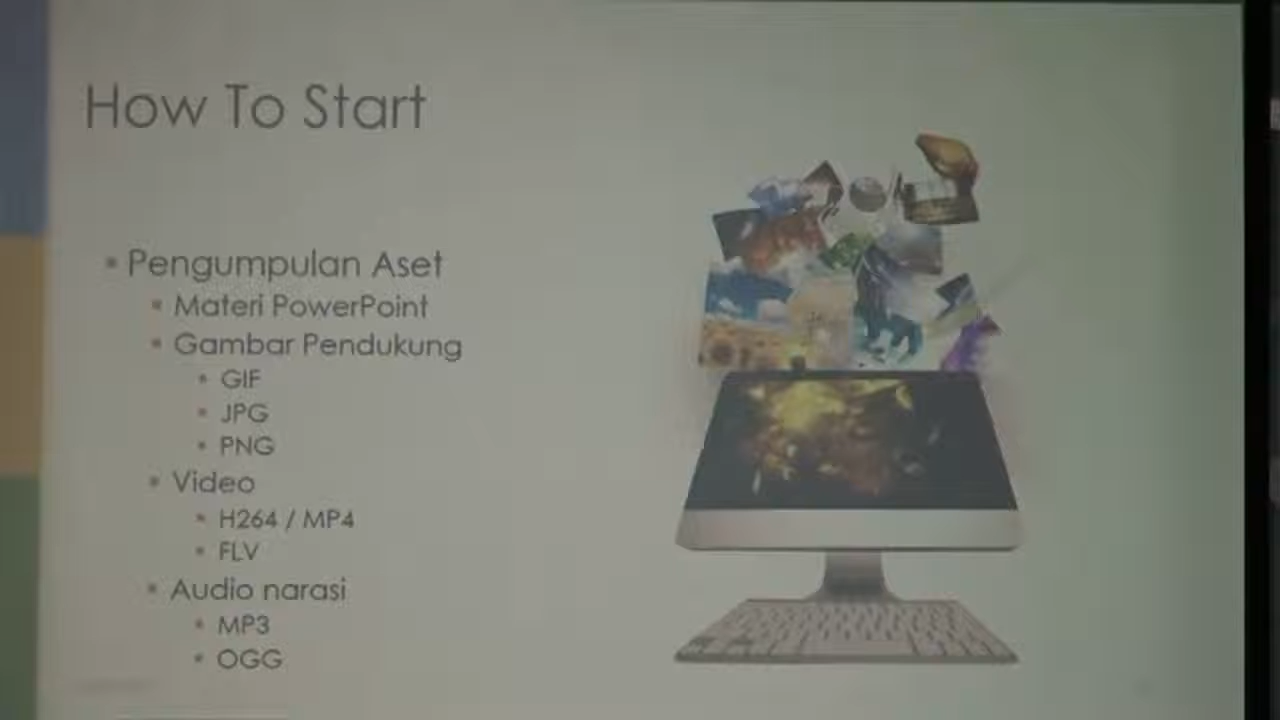 How To Start
Pengumpulan Aset
Materi PowerPoint
Gambar Pendukung
GIF
JPG
PNG
Video
H264 / MP4
FLV
Audio narasi
MP3
OGG